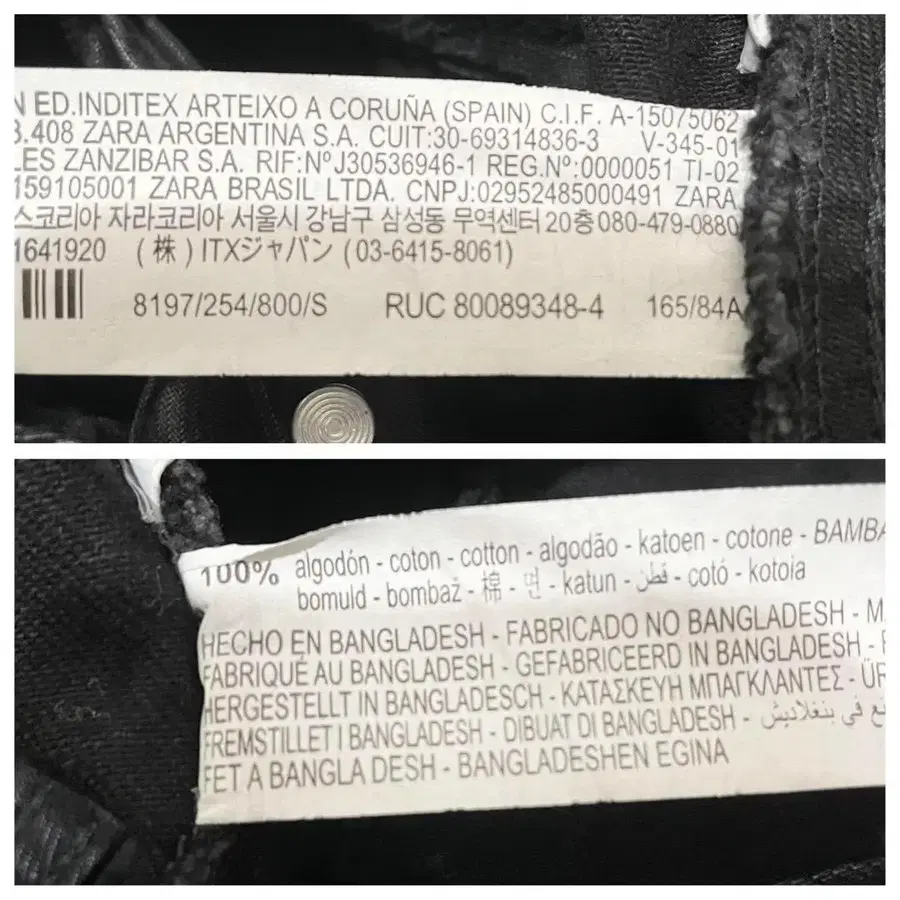 N ED.INDITEX ARTEIXO A CORUÑA (SPAIN) C.I.F. A-15075062
3.408 ZARA ARGENTINA S.A. CUIT:30-69314836-3 V-345-01
LES ZANZIBAR S.A. RIF:Nº J30536946-1 REG.Nº:0000051 TI-02
159105001 ZARA BRASIL LTDA. CNPJ:02952485000491 ZARA
스코리아 자라코리아 서울시 강남구 삼성동 무역센터 20층 080-479-0880
1641920 (株) ITXジャパン (03-6415-8061)
8197/254/800/S RUC 80089348-4 165/84A
100% algodón - coton - cotton - algodão - katoen - cotone - BAMBA
bomuld - bombaž - 棉 - 면 - katun - قطن - cotó - kotoia
HECHO EN BANGLADESH - FABRICADO NO BANGLADESH - MA
FABRIQUÉ AU BANGLADESH - GEFABRICEERD IN BANGLADESH -
HERGESTELLT IN BANGLADESCH - ΚΑΤΑΣΚΕΥΗ ΜΠΑΓΚΛΑΝΤΕΣ - ÜR
FREMSTILLET I BANGLADESH - DIBUAT DI BANGLADESH - في بنغلاديش
FET A BANGLA DESH - BANGLADESHEN EGINA